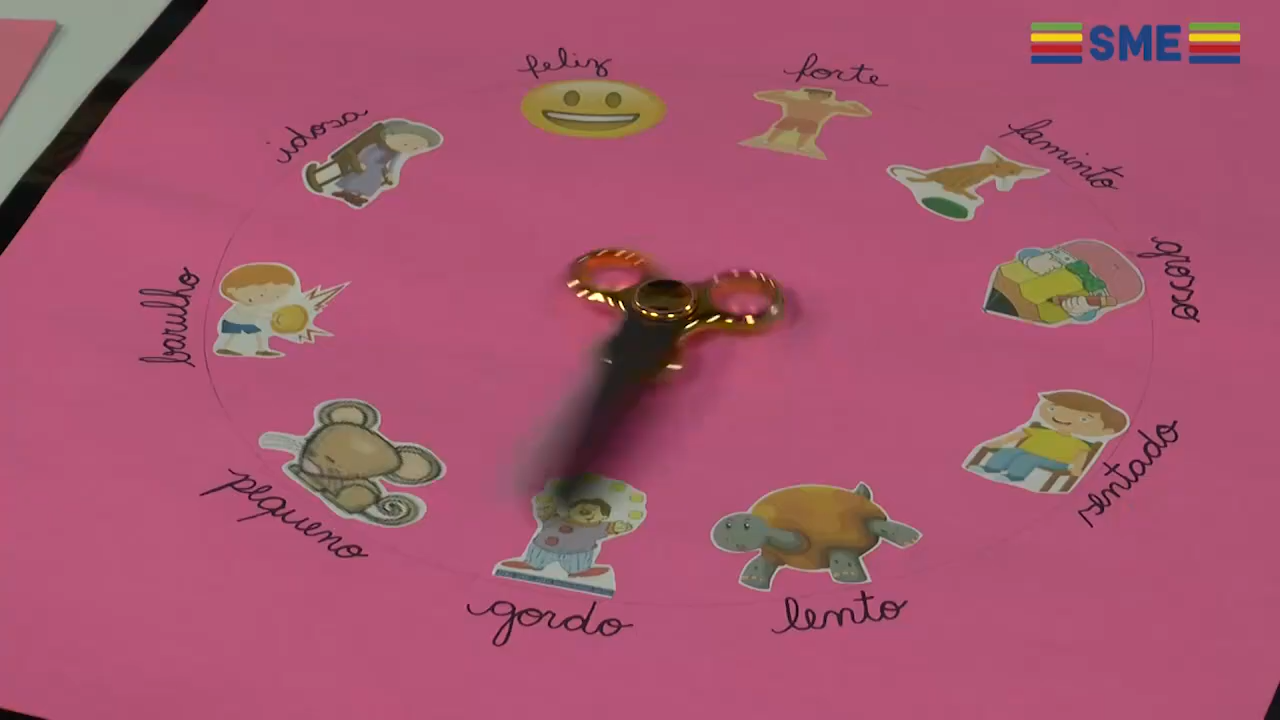 SME
feliz
forte
idosa
faminto
grosso
barulho
sentado
pequeno
gordo
lento